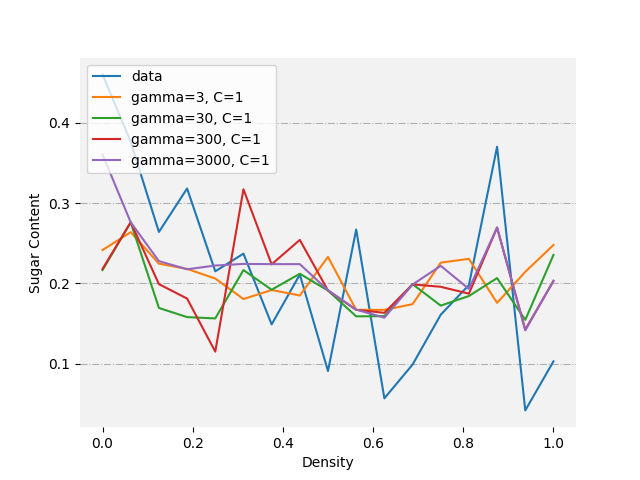 data
gamma=3, C=1
gamma=30, C=1
gamma=300, C=1
gamma=3000, C=1
0.4
0.3
0.2
0.1
Sugar Content
0.0 0.2 0.4 0.6 0.8 1.0
Density